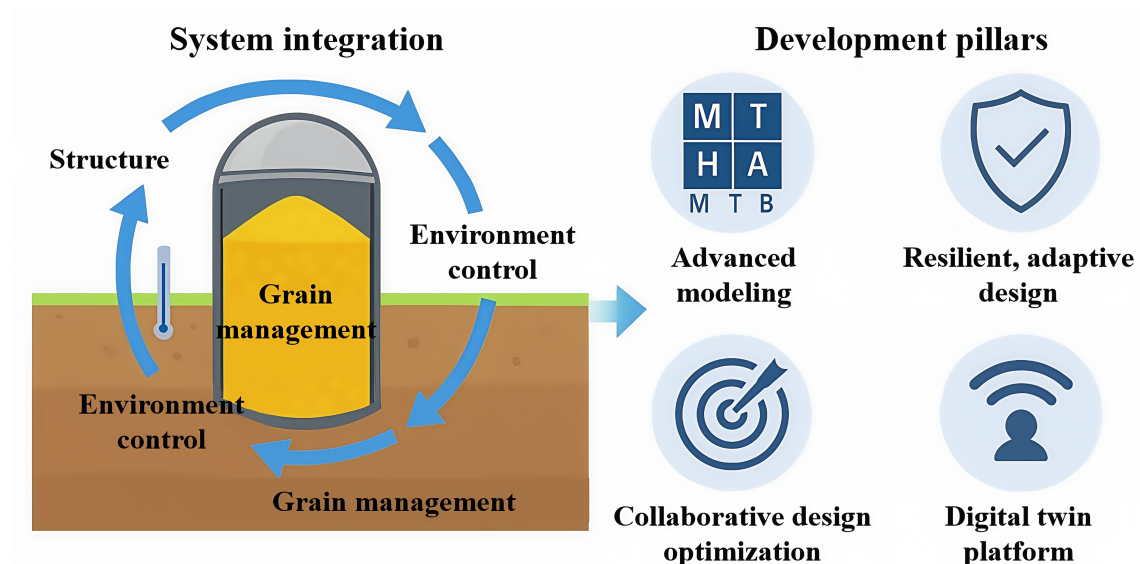 System integration
Structure
Environment
control
Grain
management
Environment
control
Grain management
Development pillars
M T
H A
M T B
Advanced
modeling
Resilient, adaptive
design
Collaborative design
optimization
Digital twin
platform